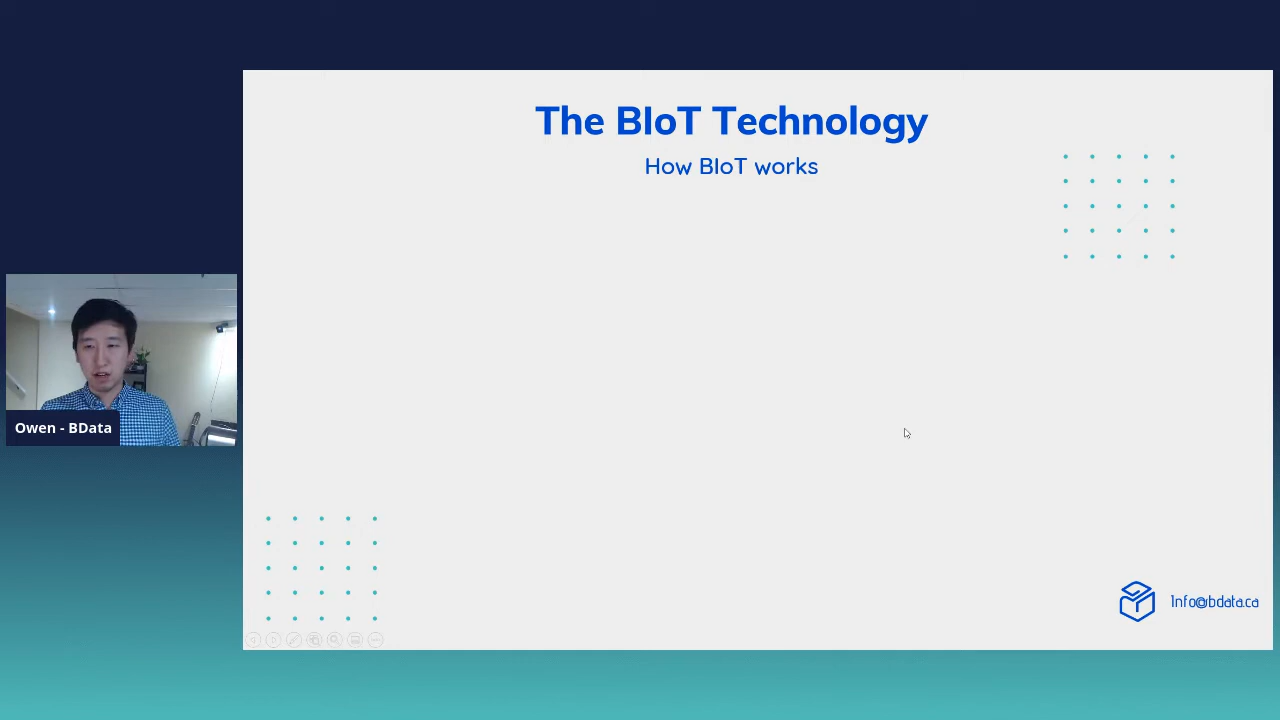 The BIoT Technology
How BIoT works
Owen - BData
Info@bdata.ca